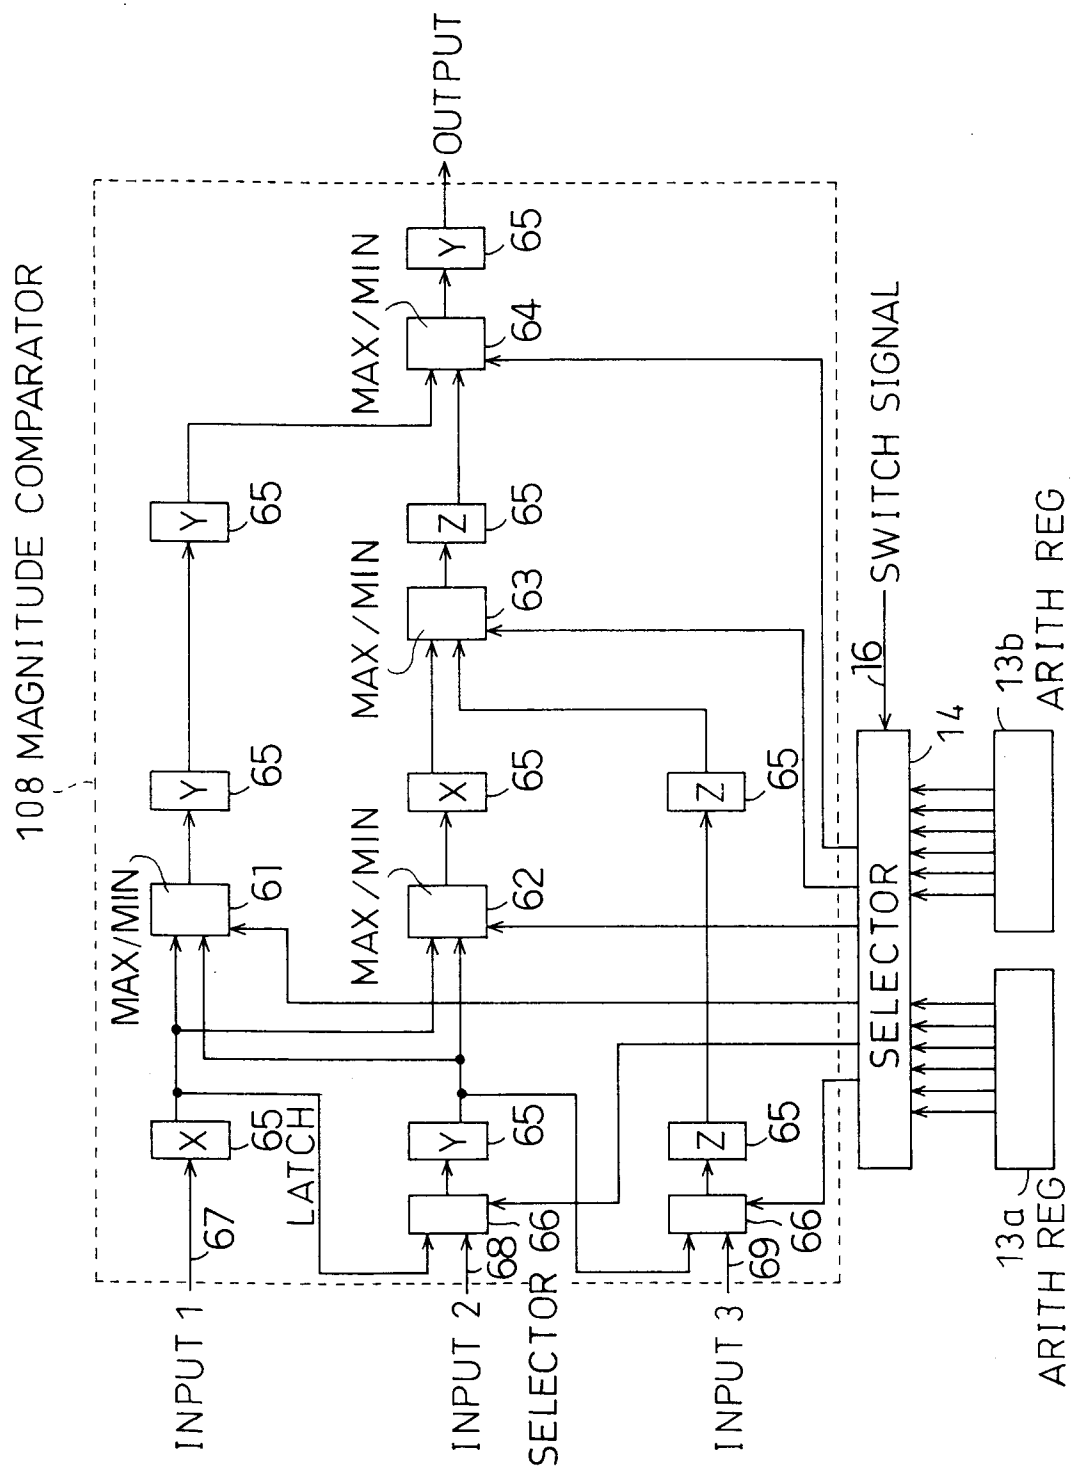 108 MAGNITUDE COMPARATOR
INPUT 1
67
X
65
LATCH
MAX/MIN
61
Y
65
Y
65
INPUT 2
68
SELECTOR 66
Y
65
MAX/MIN
62
X
65
MAX/MIN
63
Z
65
MAX/MIN
64
Y
65
OUTPUT
INPUT 3
69
66
Z
65
Z
65
SELECTOR
14
16
SWITCH SIGNAL
13a
ARITH REG
13b
ARITH REG